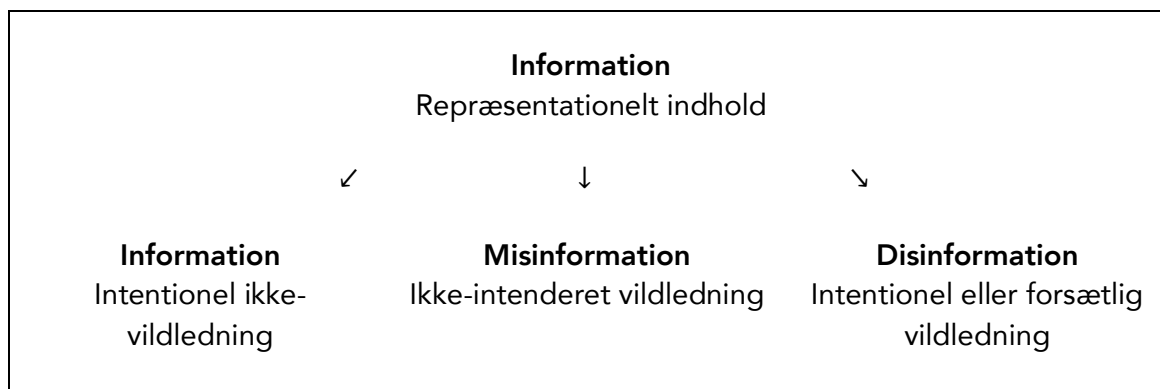 Information
Repræsentationelt indhold
↙ ↓ ↘
Information Misinformation Disinformation
Intentionel ikke- Ikke-intenderet vildledning Intentionel eller forsætlig
vildledning vildledning